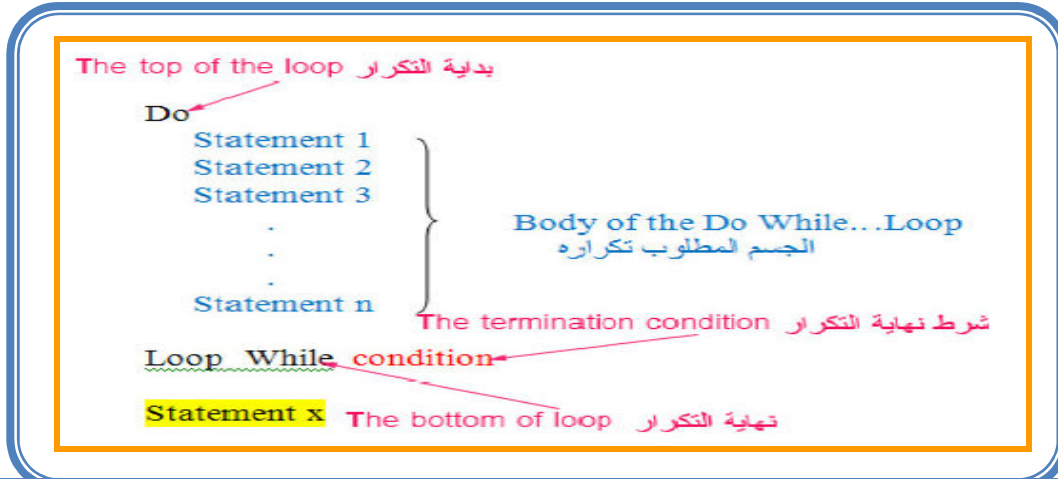 The top of the loop بداية التكرار
Do
Statement 1
Statement 2
Statement 3
.
.
.
Statement n
Body of the Do While...Loop
الجسم المطلوب تكراره
The termination condition شرط نهاية التكرار
Loop While condition
Statement x
The bottom of loop نهاية التكرار